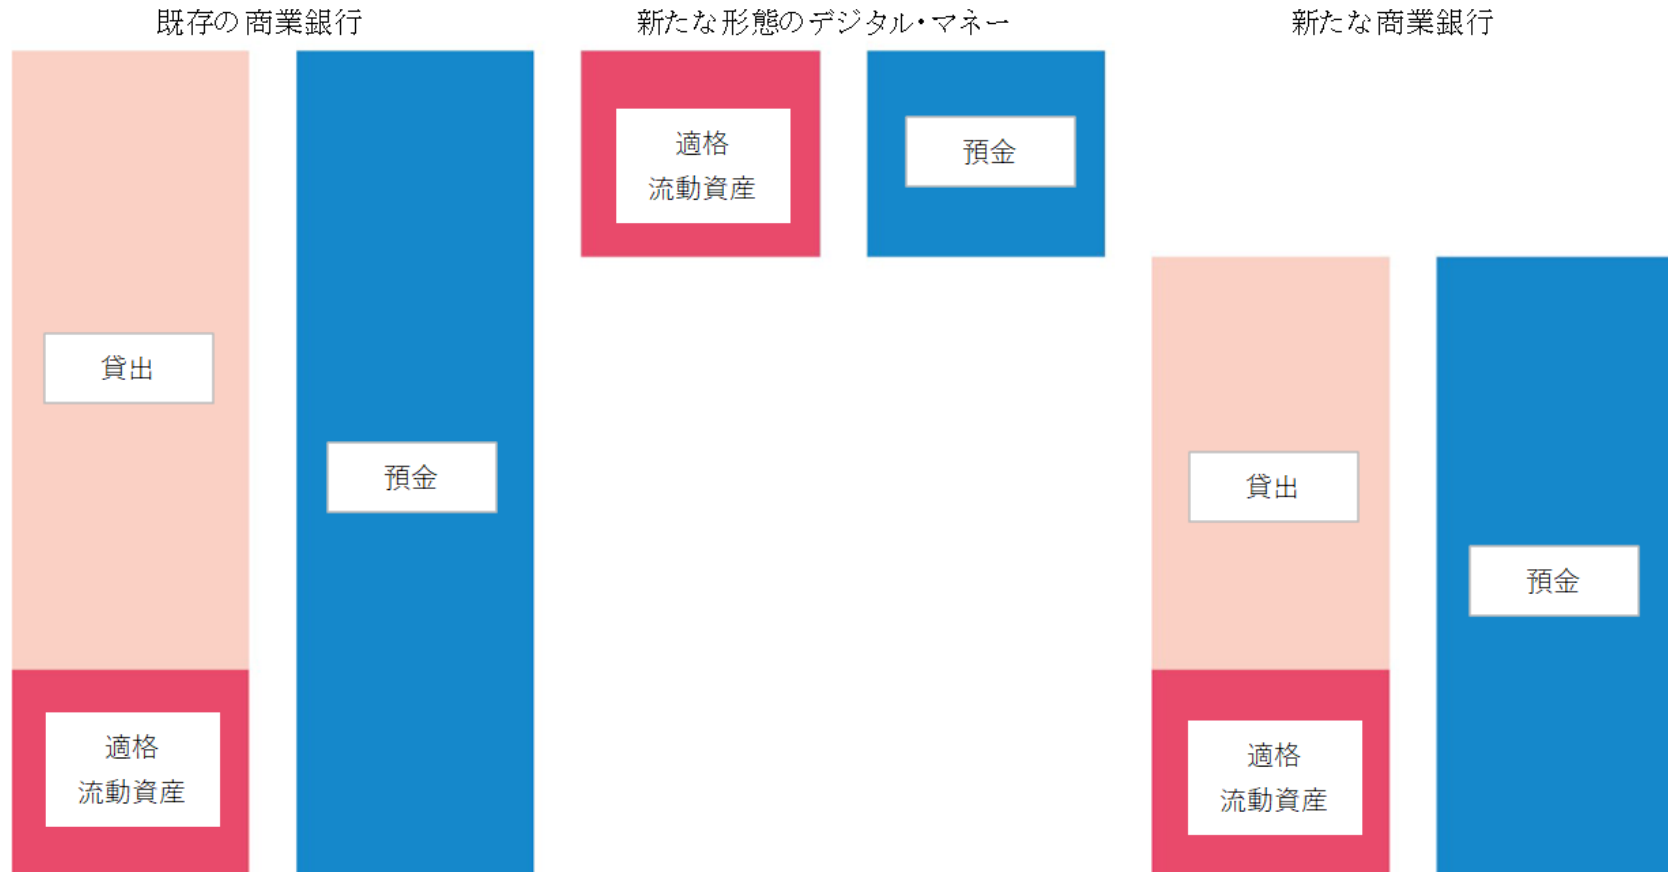 既存の商業銀行
新たな形態のデジタル・マネー
新たな商業銀行
貸出
適格
流動資産
預金
適格
流動資産
預金
貸出
適格
流動資産
預金